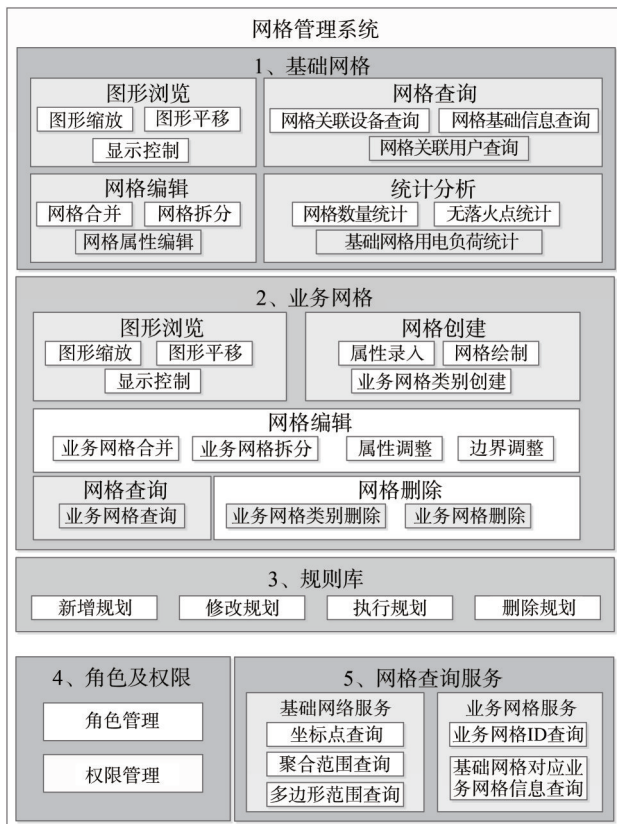 网格管理系统
1、基础网格
图形浏览
图形缩放
图形平移
显示控制
网格查询
网格关联设备查询
网格基础信息查询
网格关联用户查询
网格编辑
网格合并
网格拆分
网格属性编辑
统计分析
网格数量统计
无落火点统计
基础网格用电负荷统计
2、业务网格
图形浏览
图形缩放
图形平移
显示控制
网格创建
属性录入
网格绘制
业务网格类别创建
网格编辑
业务网格合并
业务网格拆分
属性调整
边界调整
网格查询
业务网格查询
网格删除
业务网格类别删除
业务网格删除
3、规则库
新增规划
修改规划
执行规划
删除规划
4、角色及权限
角色管理
权限管理
5、网格查询服务
基础网络服务
坐标点查询
聚合范围查询
多边形范围查询
业务网格服务
业务网格ID查询
基础网格对应业
务网格信息查询